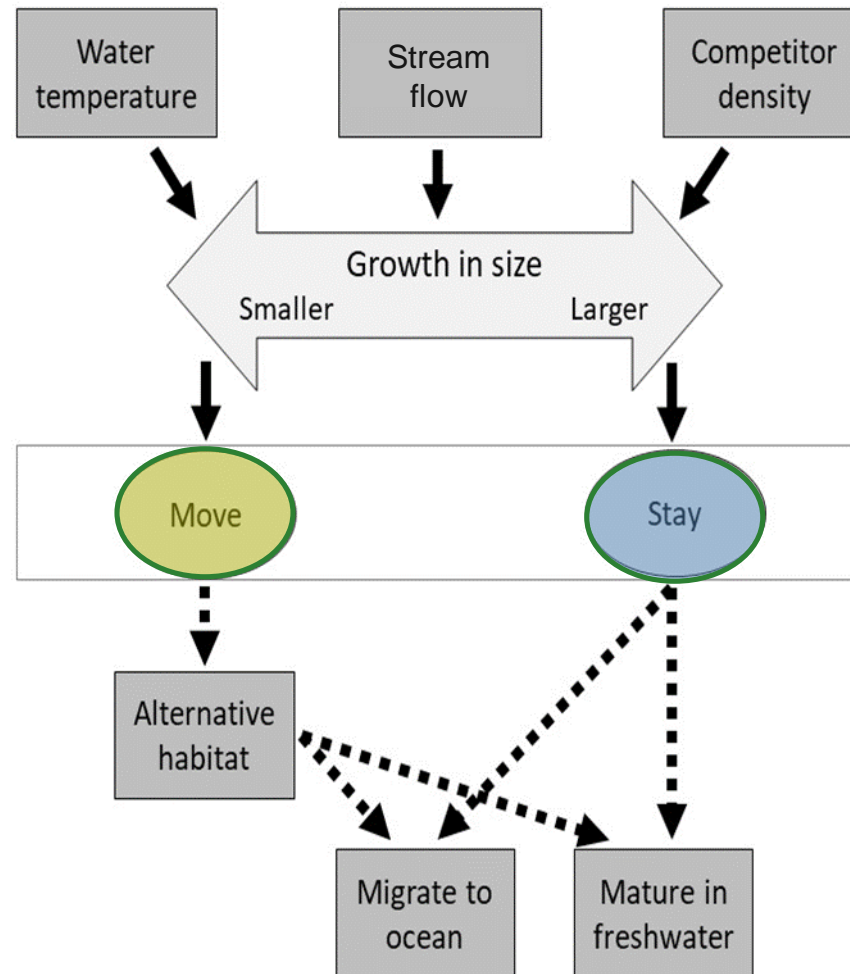 Water
temperature
Stream
flow
Competitor
density
Growth in size
Smaller
Larger
Move
Stay
Alternative
habitat
Migrate to
ocean
Mature in
freshwater